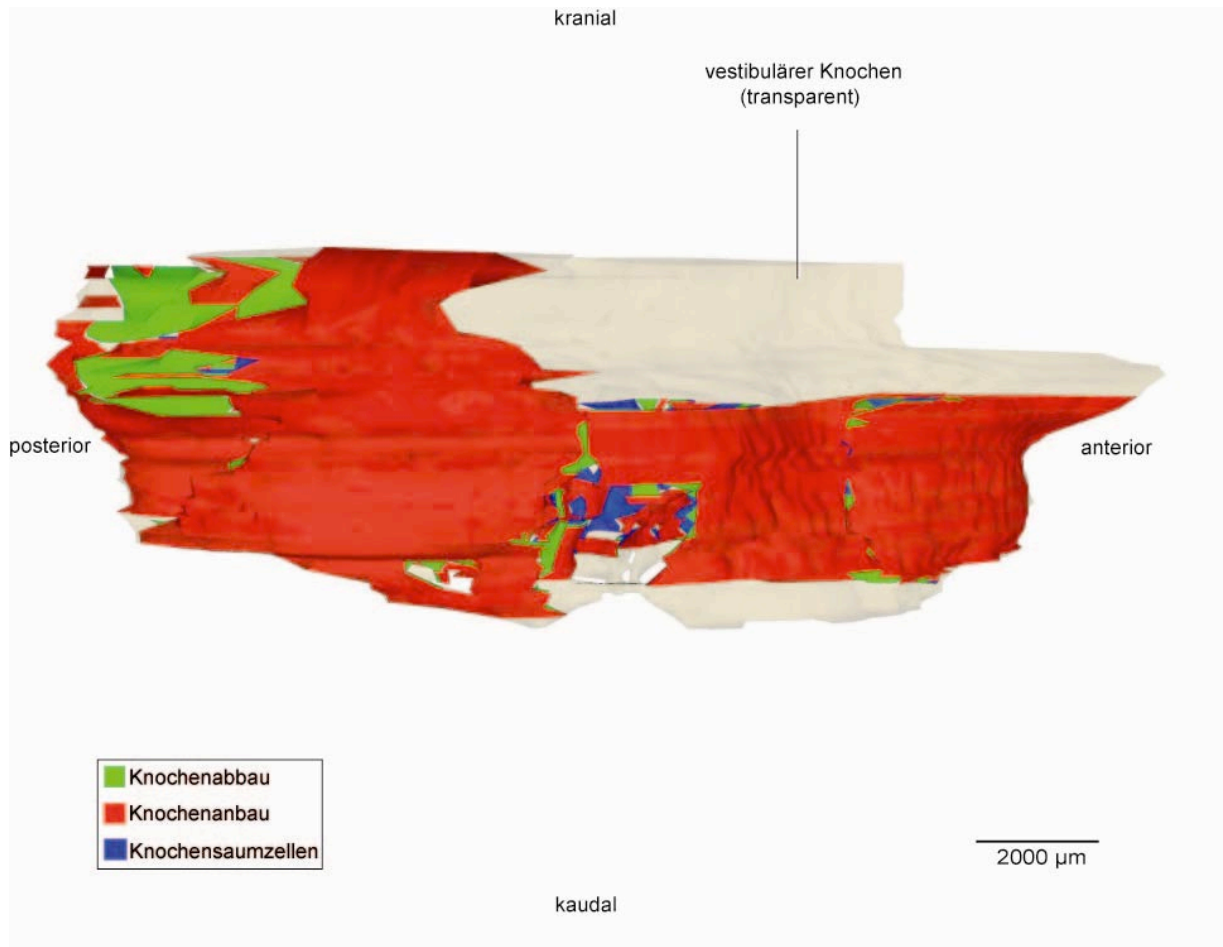 kranial
vestibulärer Knochen
(transparent)
posterior
anterior
Knochenabbau
Knochenanbau
Knochensaumzellen
2000 µm
kaudal